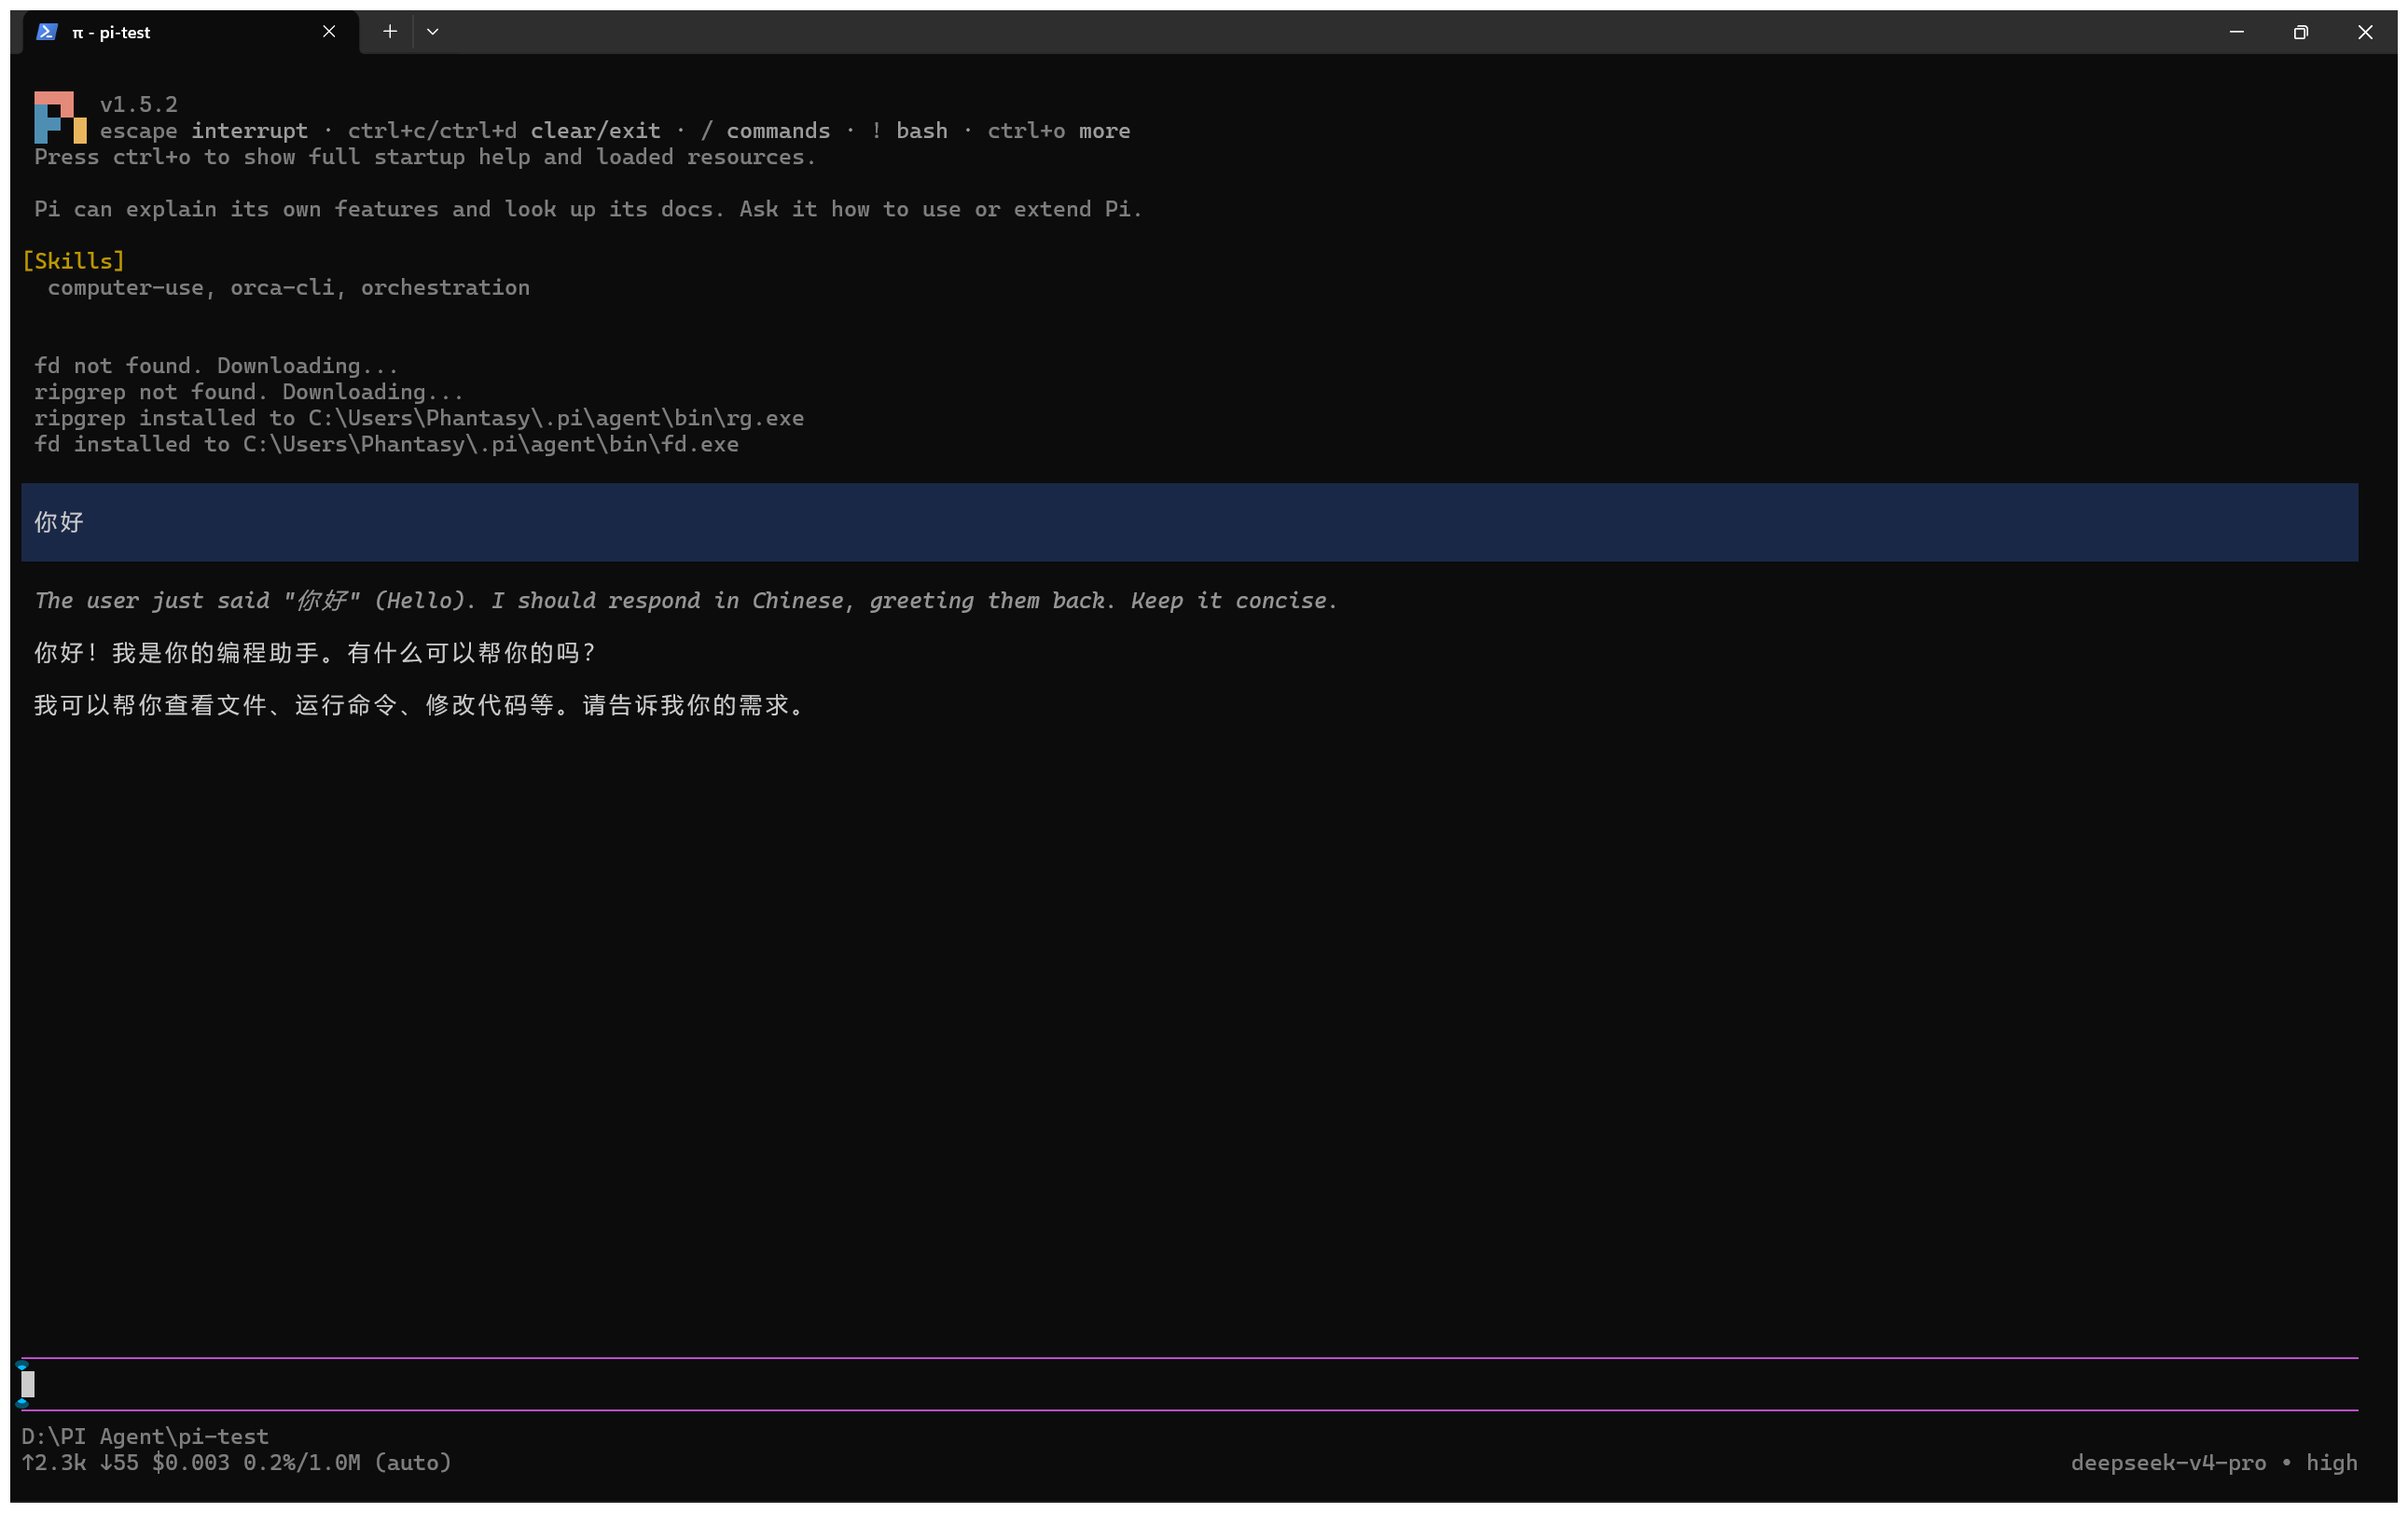 π - pi-test
v1.5.2
escape interrupt · ctrl+c/ctrl+d clear/exit · / commands · ! bash · ctrl+o more
Press ctrl+o to show full startup help and loaded resources.
Pi can explain its own features and look up its docs. Ask it how to use or extend Pi.
[Skills]
computer-use, orca-cli, orchestration
fd not found. Downloading...
ripgrep not found. Downloading...
ripgrep installed to C:\Users\Phantasy\.pi\agent\bin\rg.exe
fd installed to C:\Users\Phantasy\.pi\agent\bin\fd.exe
你好
The user just said "你好" (Hello). I should respond in Chinese, greeting them back. Keep it concise.
你好！我是你的编程助手。有什么可以帮你的吗？
我可以帮你查看文件、运行命令、修改代码等。请告诉我你的需求。
D:\PI Agent\pi-test
↑2.3k ↓55 $0.003 0.2%/1.0M (auto) deepseek-v4-pro • high